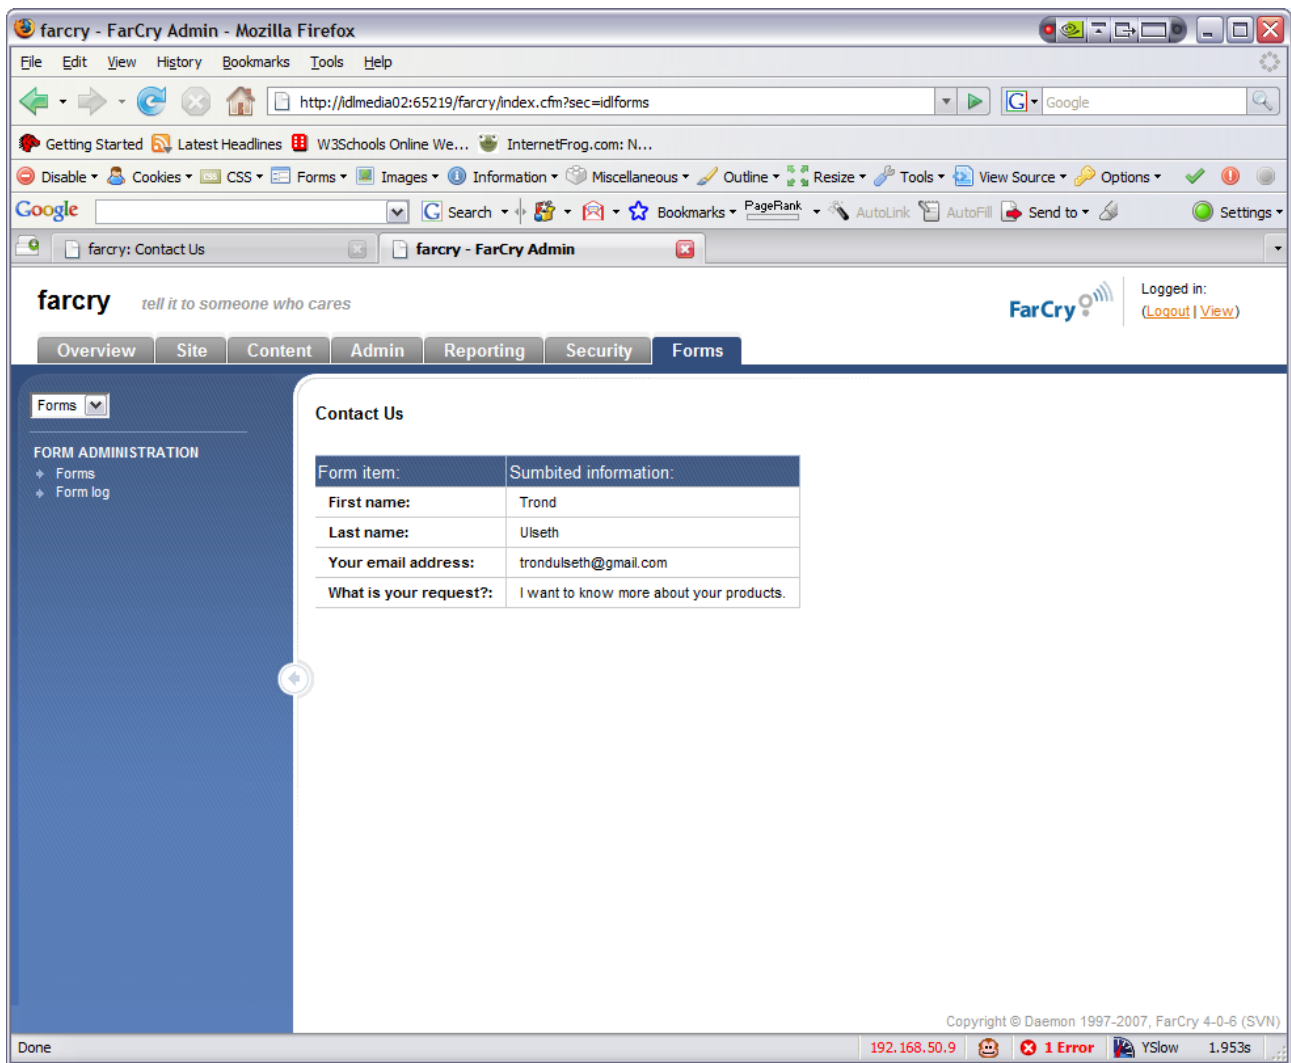 farcry - FarCry Admin - Mozilla Firefox
File Edit View History Bookmarks Tools Help
http://idlmedia02:65219/farcry/index.cfm?sec=idlforms G Google
Getting Started Latest Headlines W3Schools Online We... InternetFrog.com: N...
Disable Cookies CSS Forms Images Information Miscellaneous Outline Resize Tools View Source Options
Google G Search Bookmarks PageRank AutoLink AutoFill Send to Settings
farcry: Contact Us farcry - FarCry Admin
farcry tell it to someone who cares FarCry Logged in:
(Logout | View)
Overview Site Content Admin Reporting Security Forms
Forms
Contact Us
FORM ADMINISTRATION
Forms
Form log
Form item: Sumbited information:
First name: Trond
Last name: Ulseth
Your email address: trondulseth@gmail.com
What is your request?: I want to know more about your products.
Copyright © Daemon 1997-2007, FarCry 4-0-6 (SVN)
Done 192.168.50.9 1 Error YSlow 1.953s